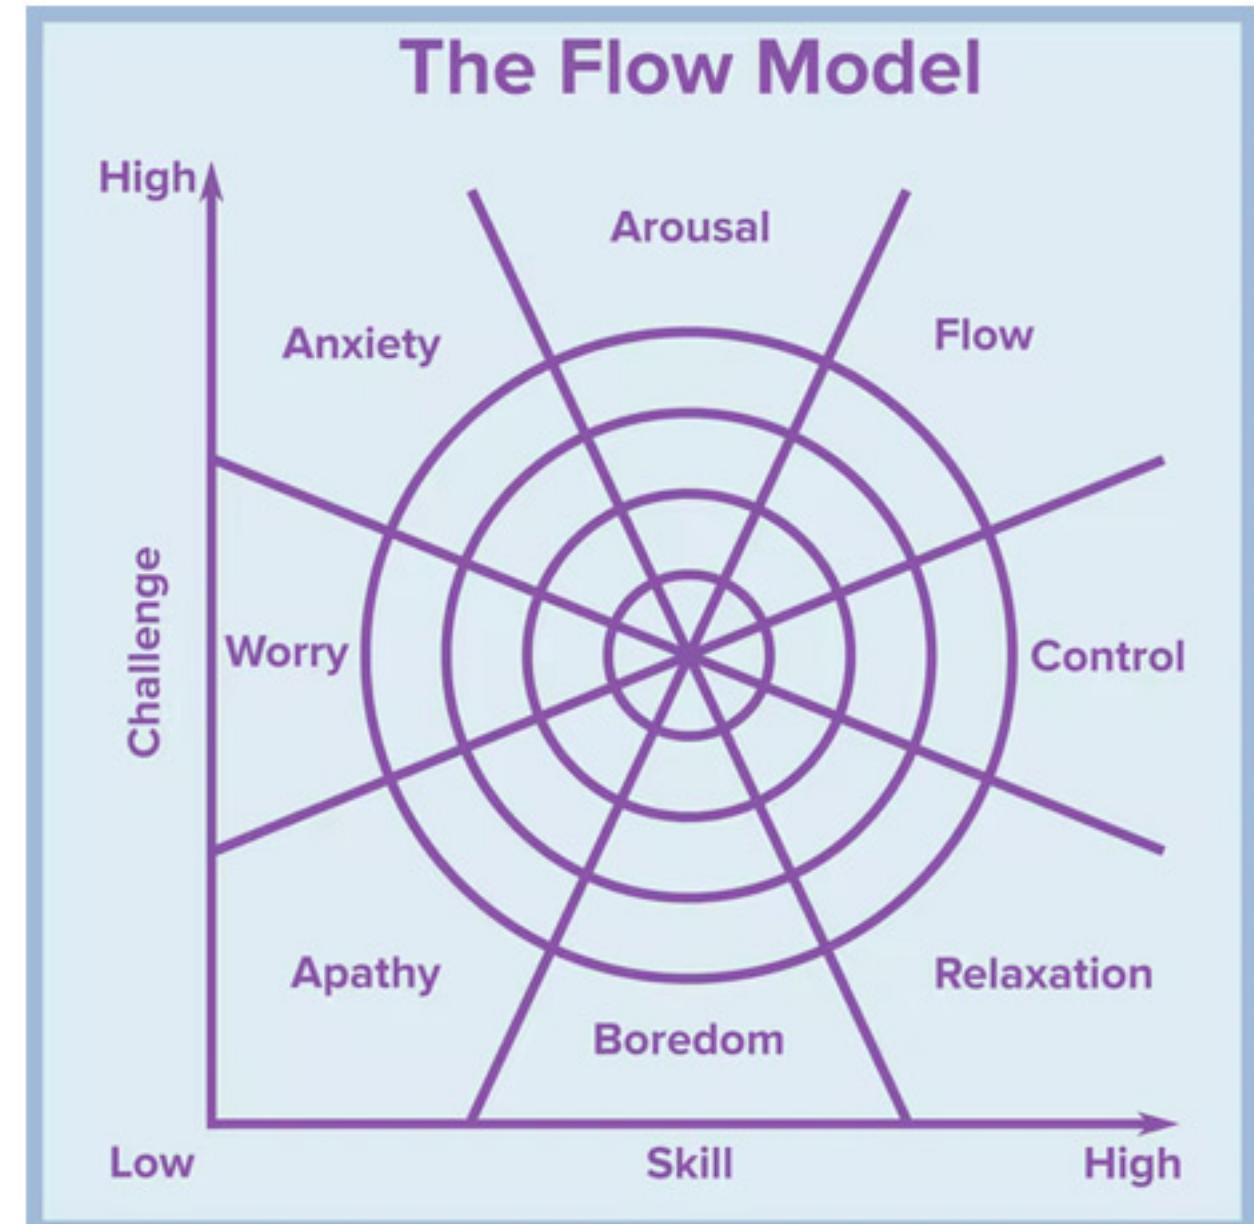 The Flow Model
High
Arousal
Flow
Anxiety
Challenge
Worry
Control
Apathy
Relaxation
Boredom
Low
Skill
High